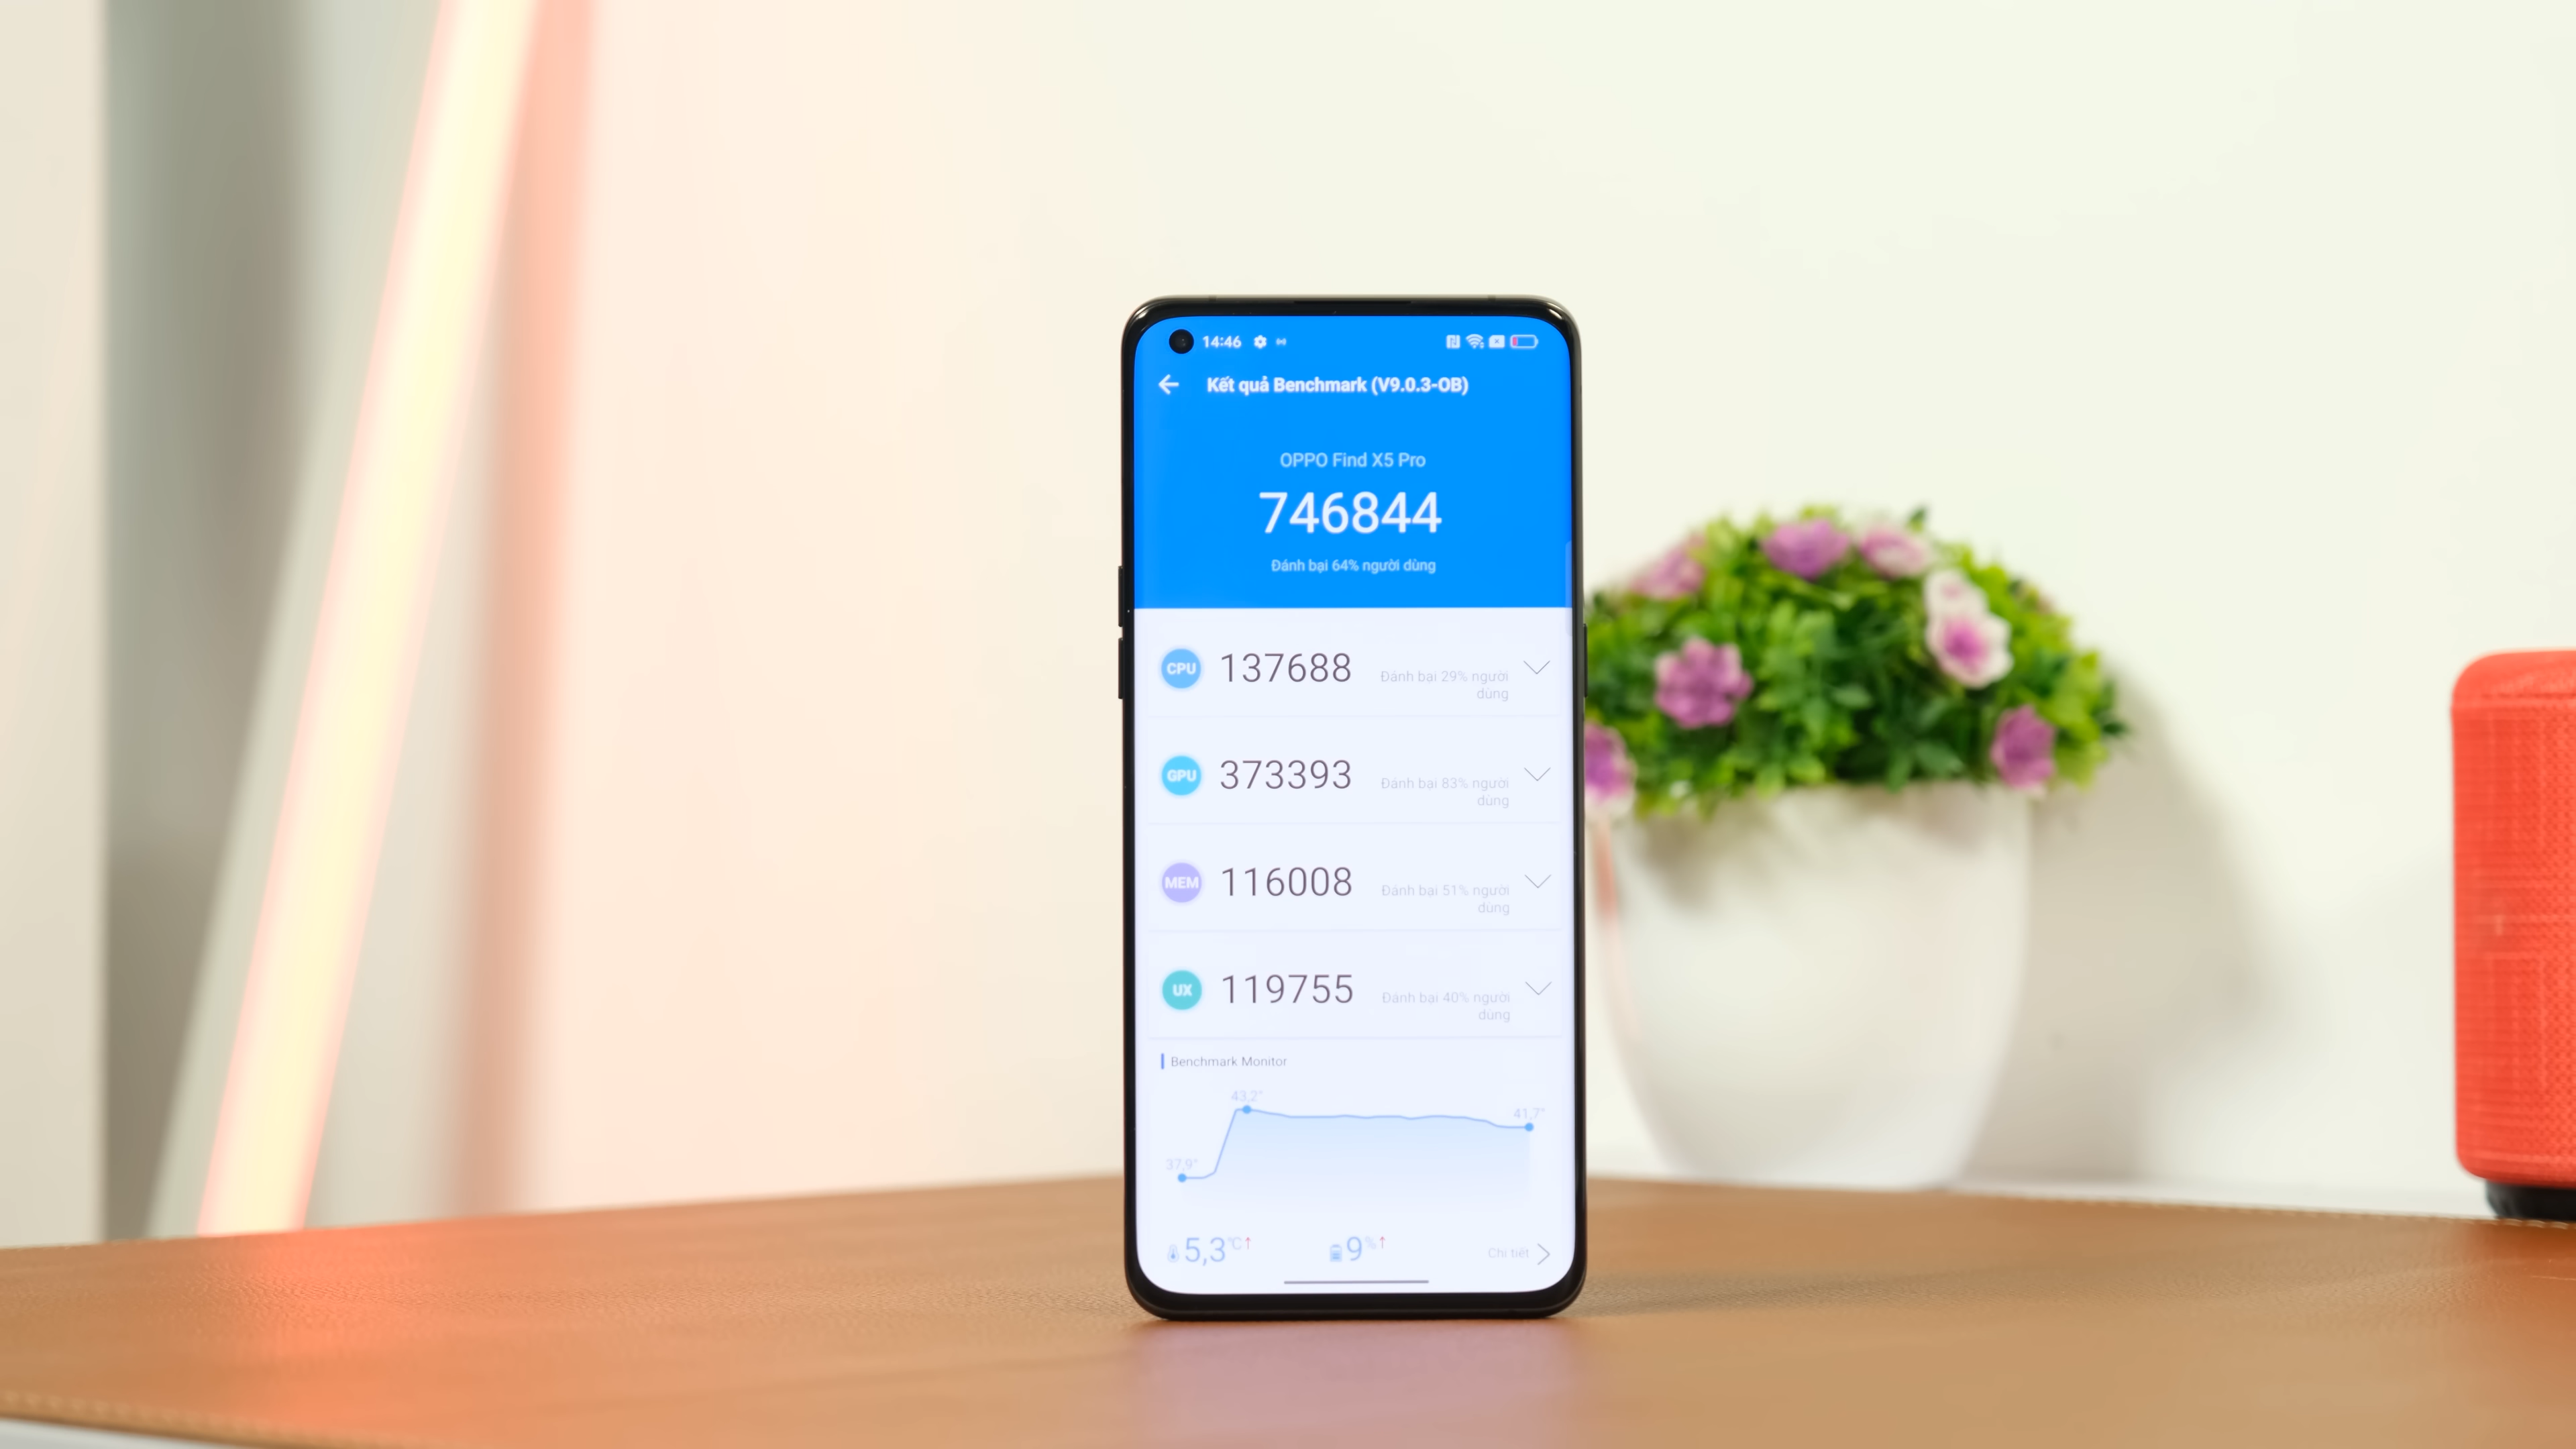 14:46
Kết quả Benchmark (V9.0.3-OB)
OPPO Find X5 Pro
746844
Đánh bại 64% người dùng
CPU 137688 Đánh bại 29% người
dùng
GPU 373393 Đánh bại 83% người
dùng
MEM 116008 Đánh bại 51% người
dùng
UX 119755 Đánh bại 40% người
dùng
Benchmark Monitor
43,2°
41,7°
37,9°
5,3°C↑ 9%↑ Chi tiết